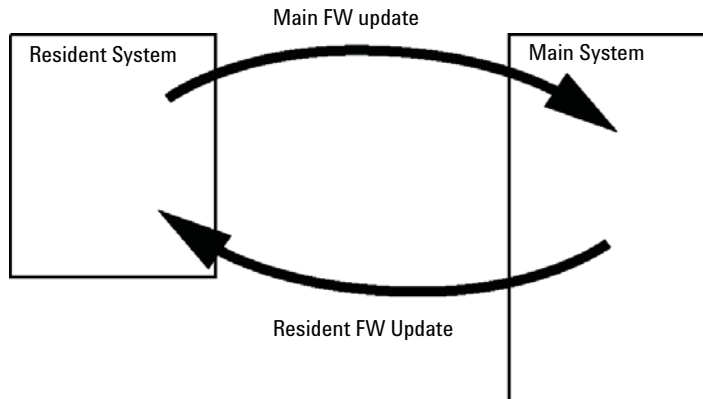 Main FW update
Resident System
Main System
Resident FW Update